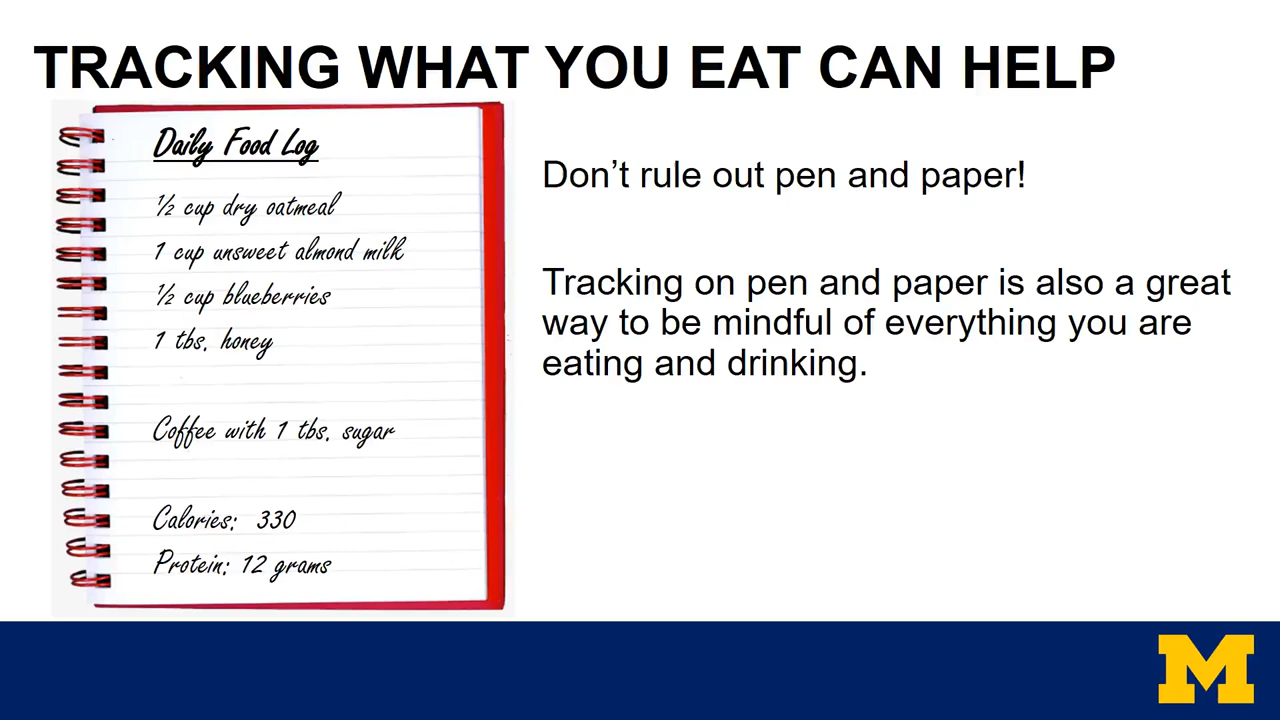 TRACKING WHAT YOU EAT CAN HELP
Daily Food Log
½ cup dry oatmeal
1 cup unsweet almond milk
½ cup blueberries
1 tbs. honey
Coffee with 1 tbs. sugar
Calories: 330
Protein: 12 grams
Don’t rule out pen and paper!
Tracking on pen and paper is also a great
way to be mindful of everything you are
eating and drinking.
M